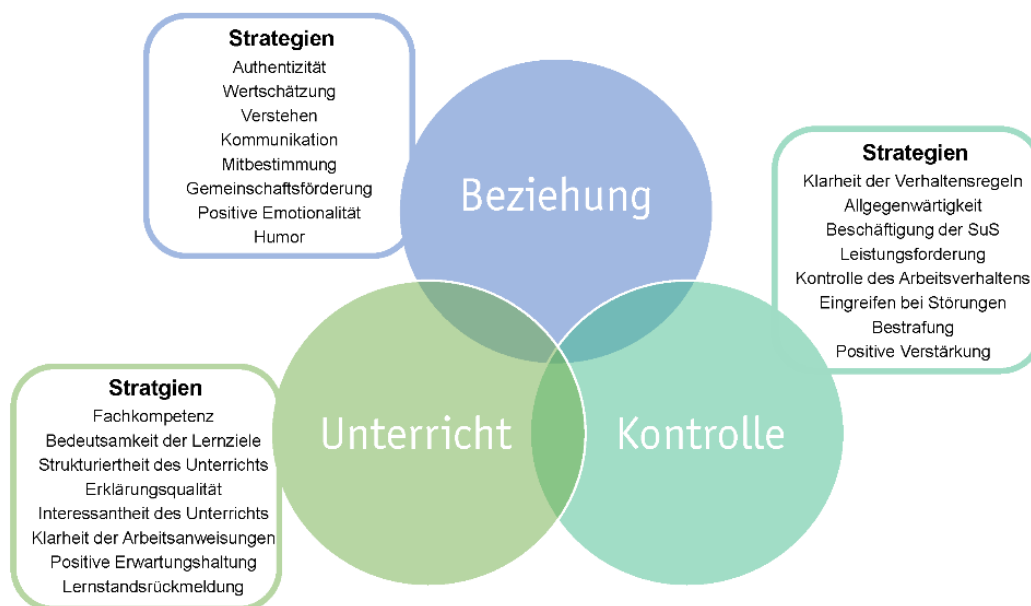 Strategien
Authentizität
Wertschätzung
Verstehen
Kommunikation
Mitbestimmung
Gemeinschaftsförderung
Positive Emotionalität
Humor
Beziehung
Strategien
Klarheit der Verhaltensregeln
Allgegenwärtigkeit
Beschäftigung der SuS
Leistungsforderung
Kontrolle des Arbeitsverhaltens
Eingreifen bei Störungen
Bestrafung
Positive Verstärkung
Stratgien
Fachkompetenz
Bedeutsamkeit der Lernziele
Strukturiertheit des Unterrichts
Erklärungsqualität
Interessantheit des Unterrichts
Klarheit der Arbeitsanweisungen
Positive Erwartungshaltung
Lernstandsrückmeldung
Unterricht
Kontrolle